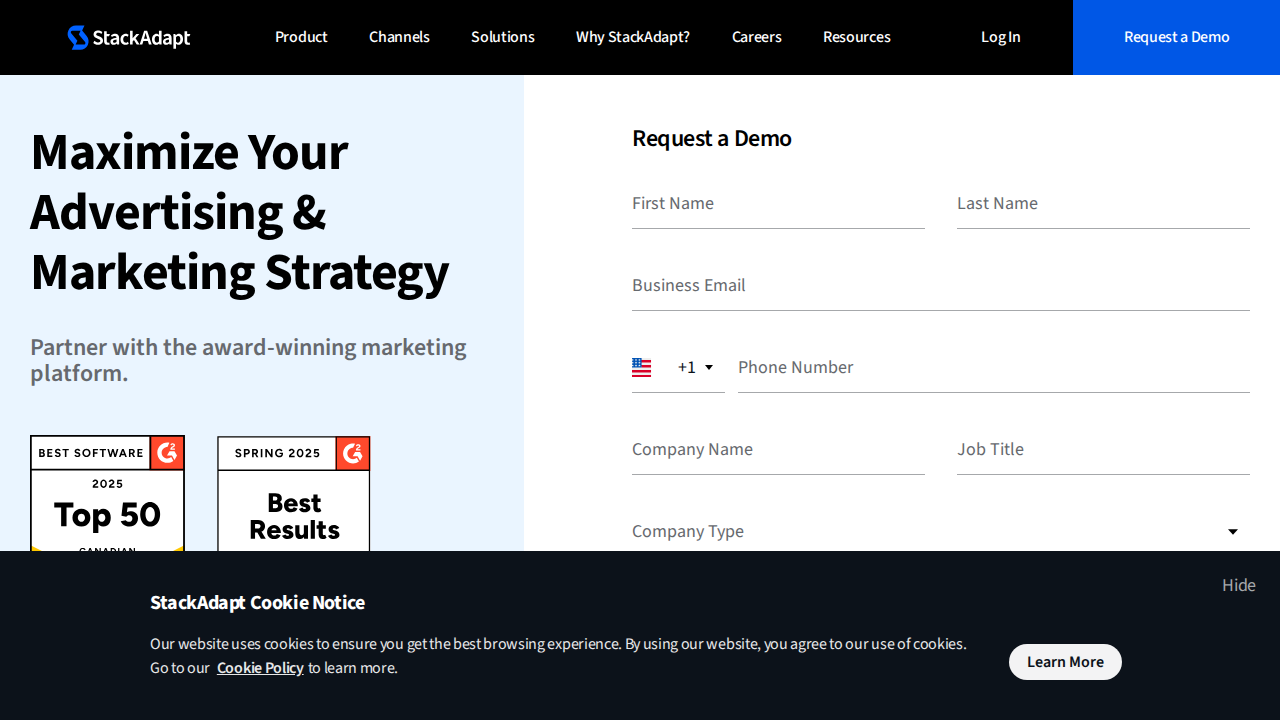 StackAdapt
Product
Channels
Solutions
Why StackAdapt?
Careers
Resources
Log In
Request a Demo
Maximize Your
Advertising &
Marketing Strategy
Partner with the award-winning marketing
platform.
BEST SOFTWARE
2025
Top 50
CANADIAN
SPRING 2025
Best
Results
Request a Demo
First Name
Last Name
Business Email
+1
Phone Number
Company Name
Job Title
Company Type
Hide
StackAdapt Cookie Notice
Our website uses cookies to ensure you get the best browsing experience. By using our website, you agree to our use of cookies.
Go to our Cookie Policy to learn more.
Learn More